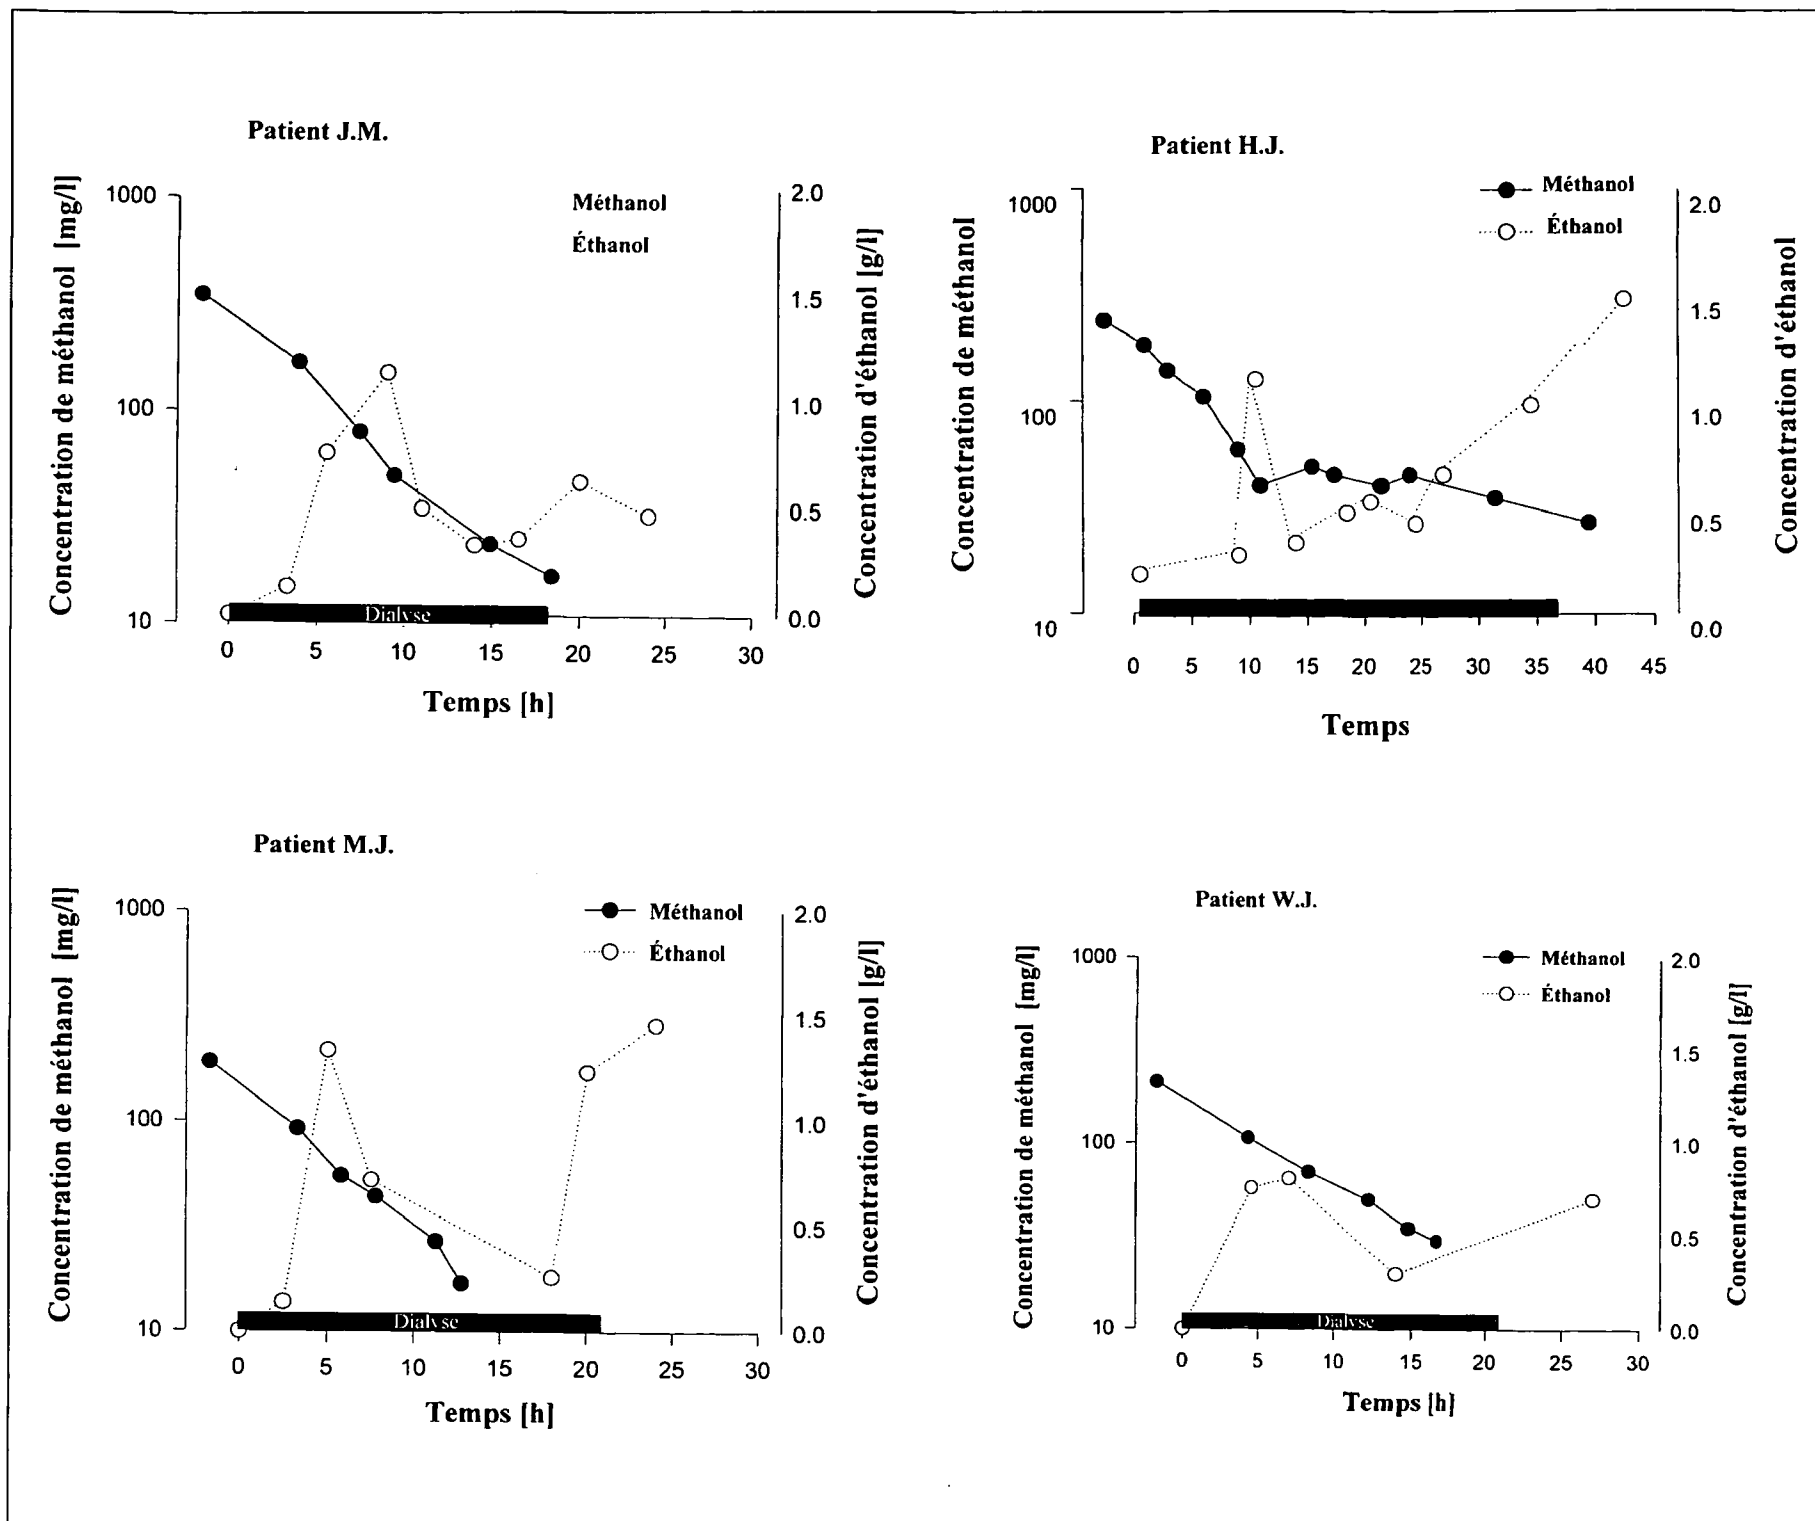 Patient J.M.
Concentration de méthanol [mg/l]
1000
100
10
Méthanol
Éthanol
2.0
1.5
1.0
0.5
0.0
Concentration d'éthanol [g/l]
Dialyse
0 5 10 15 20 25 30
Temps [h]
Patient H.J.
Concentration de méthanol
1000
100
10
Méthanol
Éthanol
2.0
1.5
1.0
0.5
0.0
Concentration d'éthanol
0 5 10 15 20 25 30 35 40 45
Temps
Patient M.J.
Concentration de méthanol [mg/l]
1000
100
10
Méthanol
Éthanol
2.0
1.5
1.0
0.5
0.0
Concentration d'éthanol [g/l]
Dialyse
0 5 10 15 20 25 30
Temps [h]
Patient W.J.
Concentration de méthanol [mg/l]
1000
100
10
Méthanol
Éthanol
2.0
1.5
1.0
0.5
0.0
Concentration d'éthanol [g/l]
Dialyse
0 5 10 15 20 25 30
Temps [h]